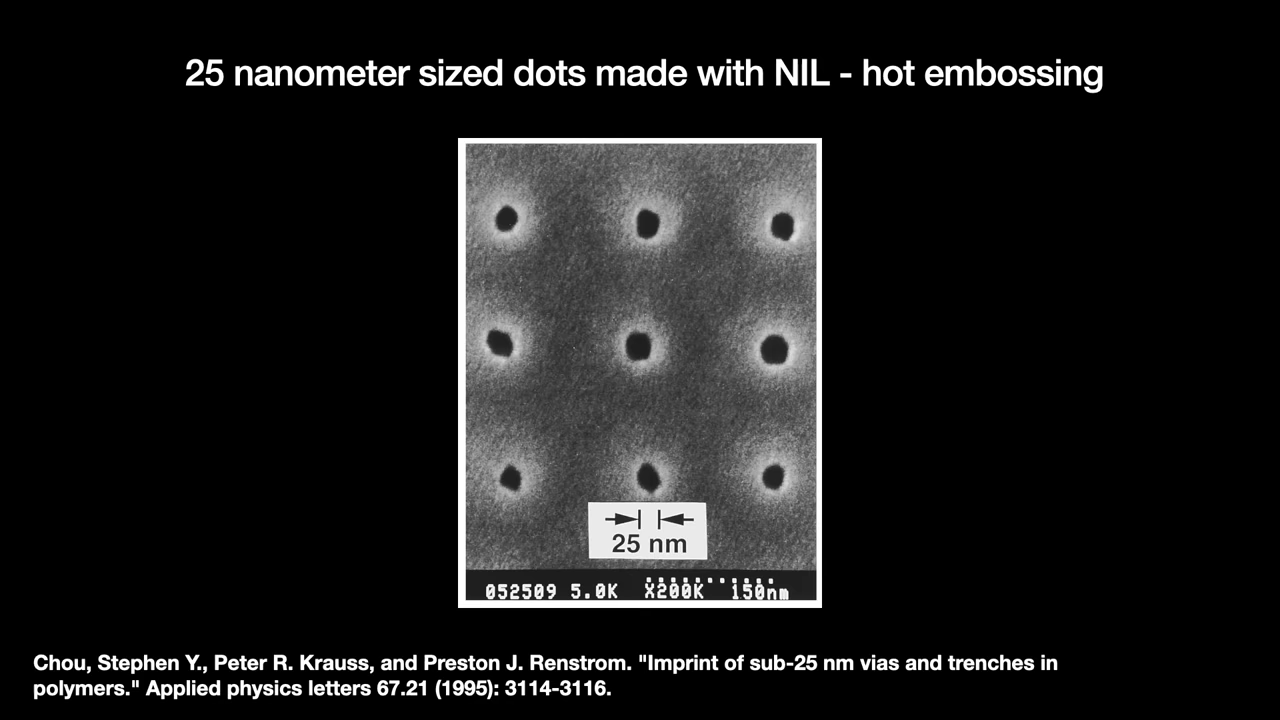 25 nanometer sized dots made with NIL - hot embossing
25 nm
052509 5.0K X200K 150nm
Chou, Stephen Y., Peter R. Krauss, and Preston J. Renstrom. "Imprint of sub-25 nm vias and trenches in
polymers." Applied physics letters 67.21 (1995): 3114-3116.